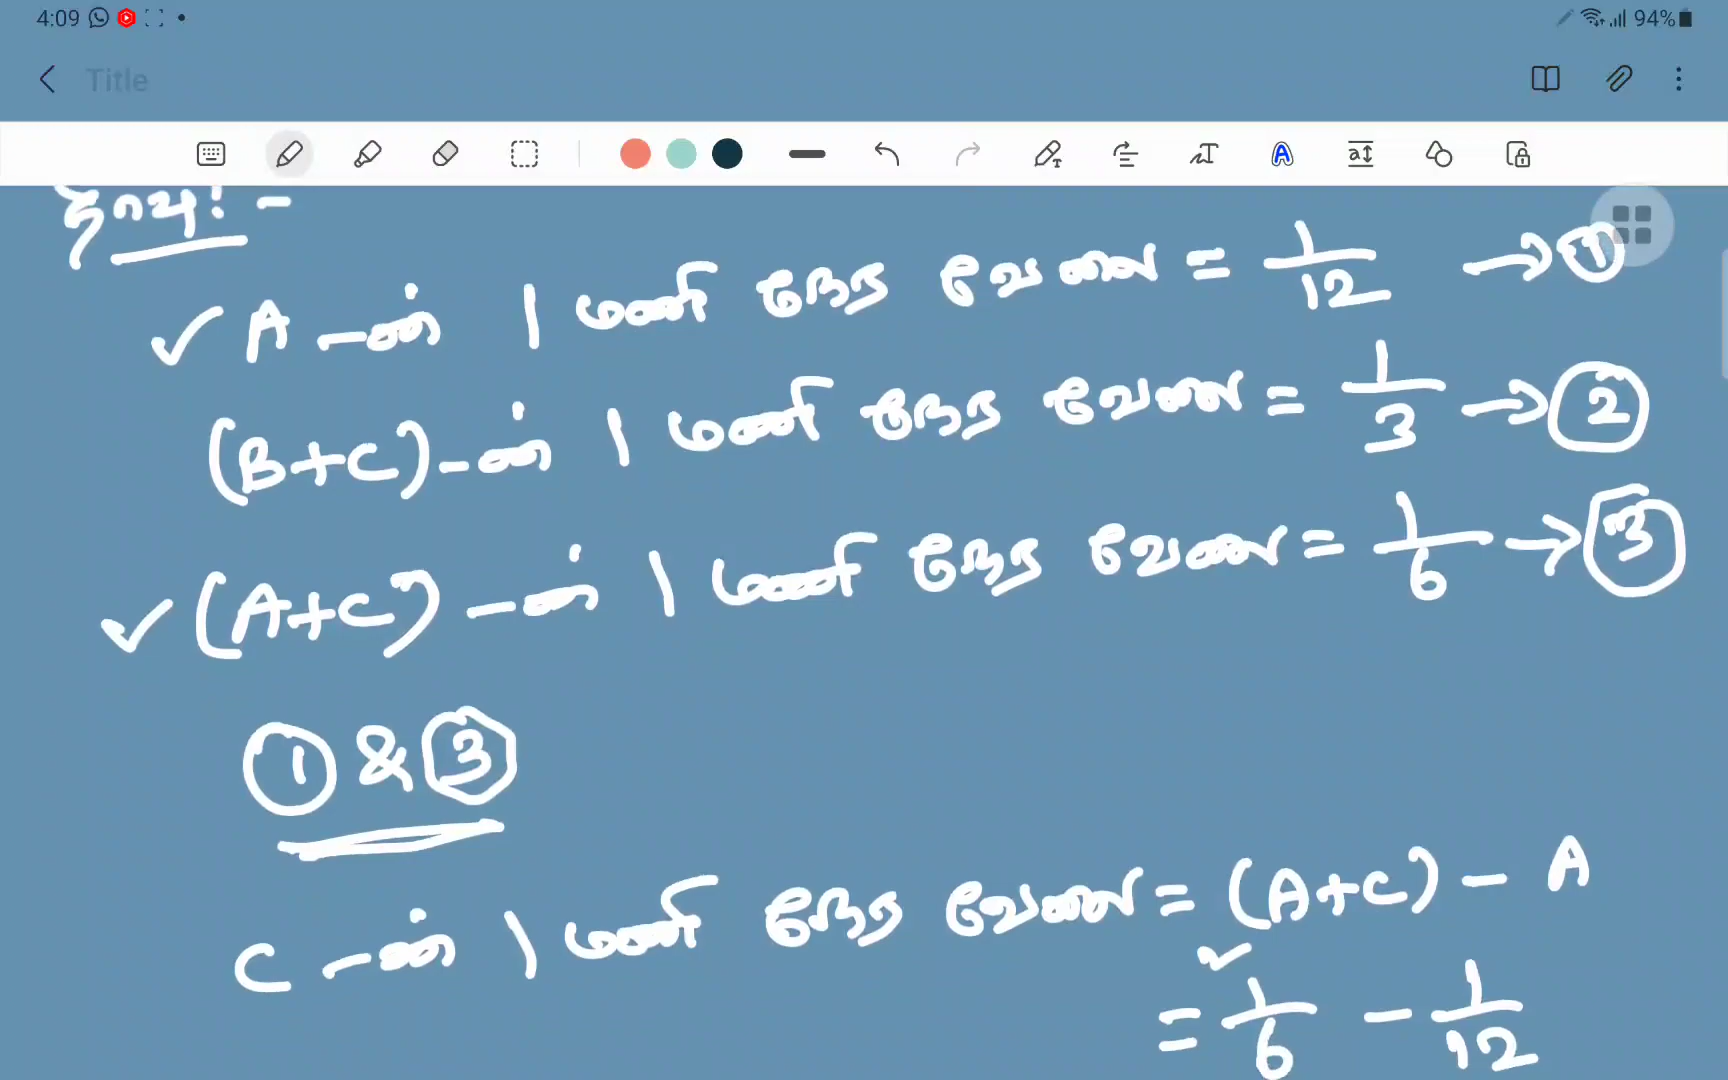 4:09 94%
Title
தீர்வு:-
A-ன் 1 மணி நேர வேலை = 1/12 → ①
(B+C)-ன் 1 மணி நேர வேலை = 1/3 → ②
(A+C)-ன் 1 மணி நேர வேலை = 1/6 → ③
① & ③
C-ன் 1 மணி நேர வேலை = (A+C) - A
= 1/6 - 1/12